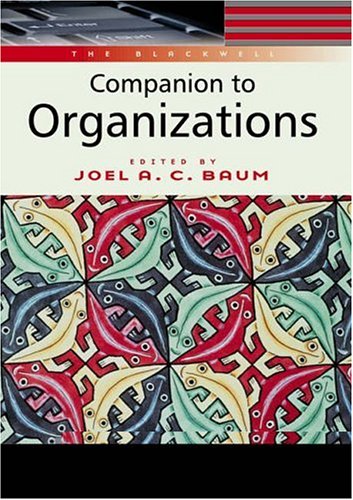 THE BLACKWELL
Companion to
Organizations
EDITED BY
JOEL A. C. BAUM